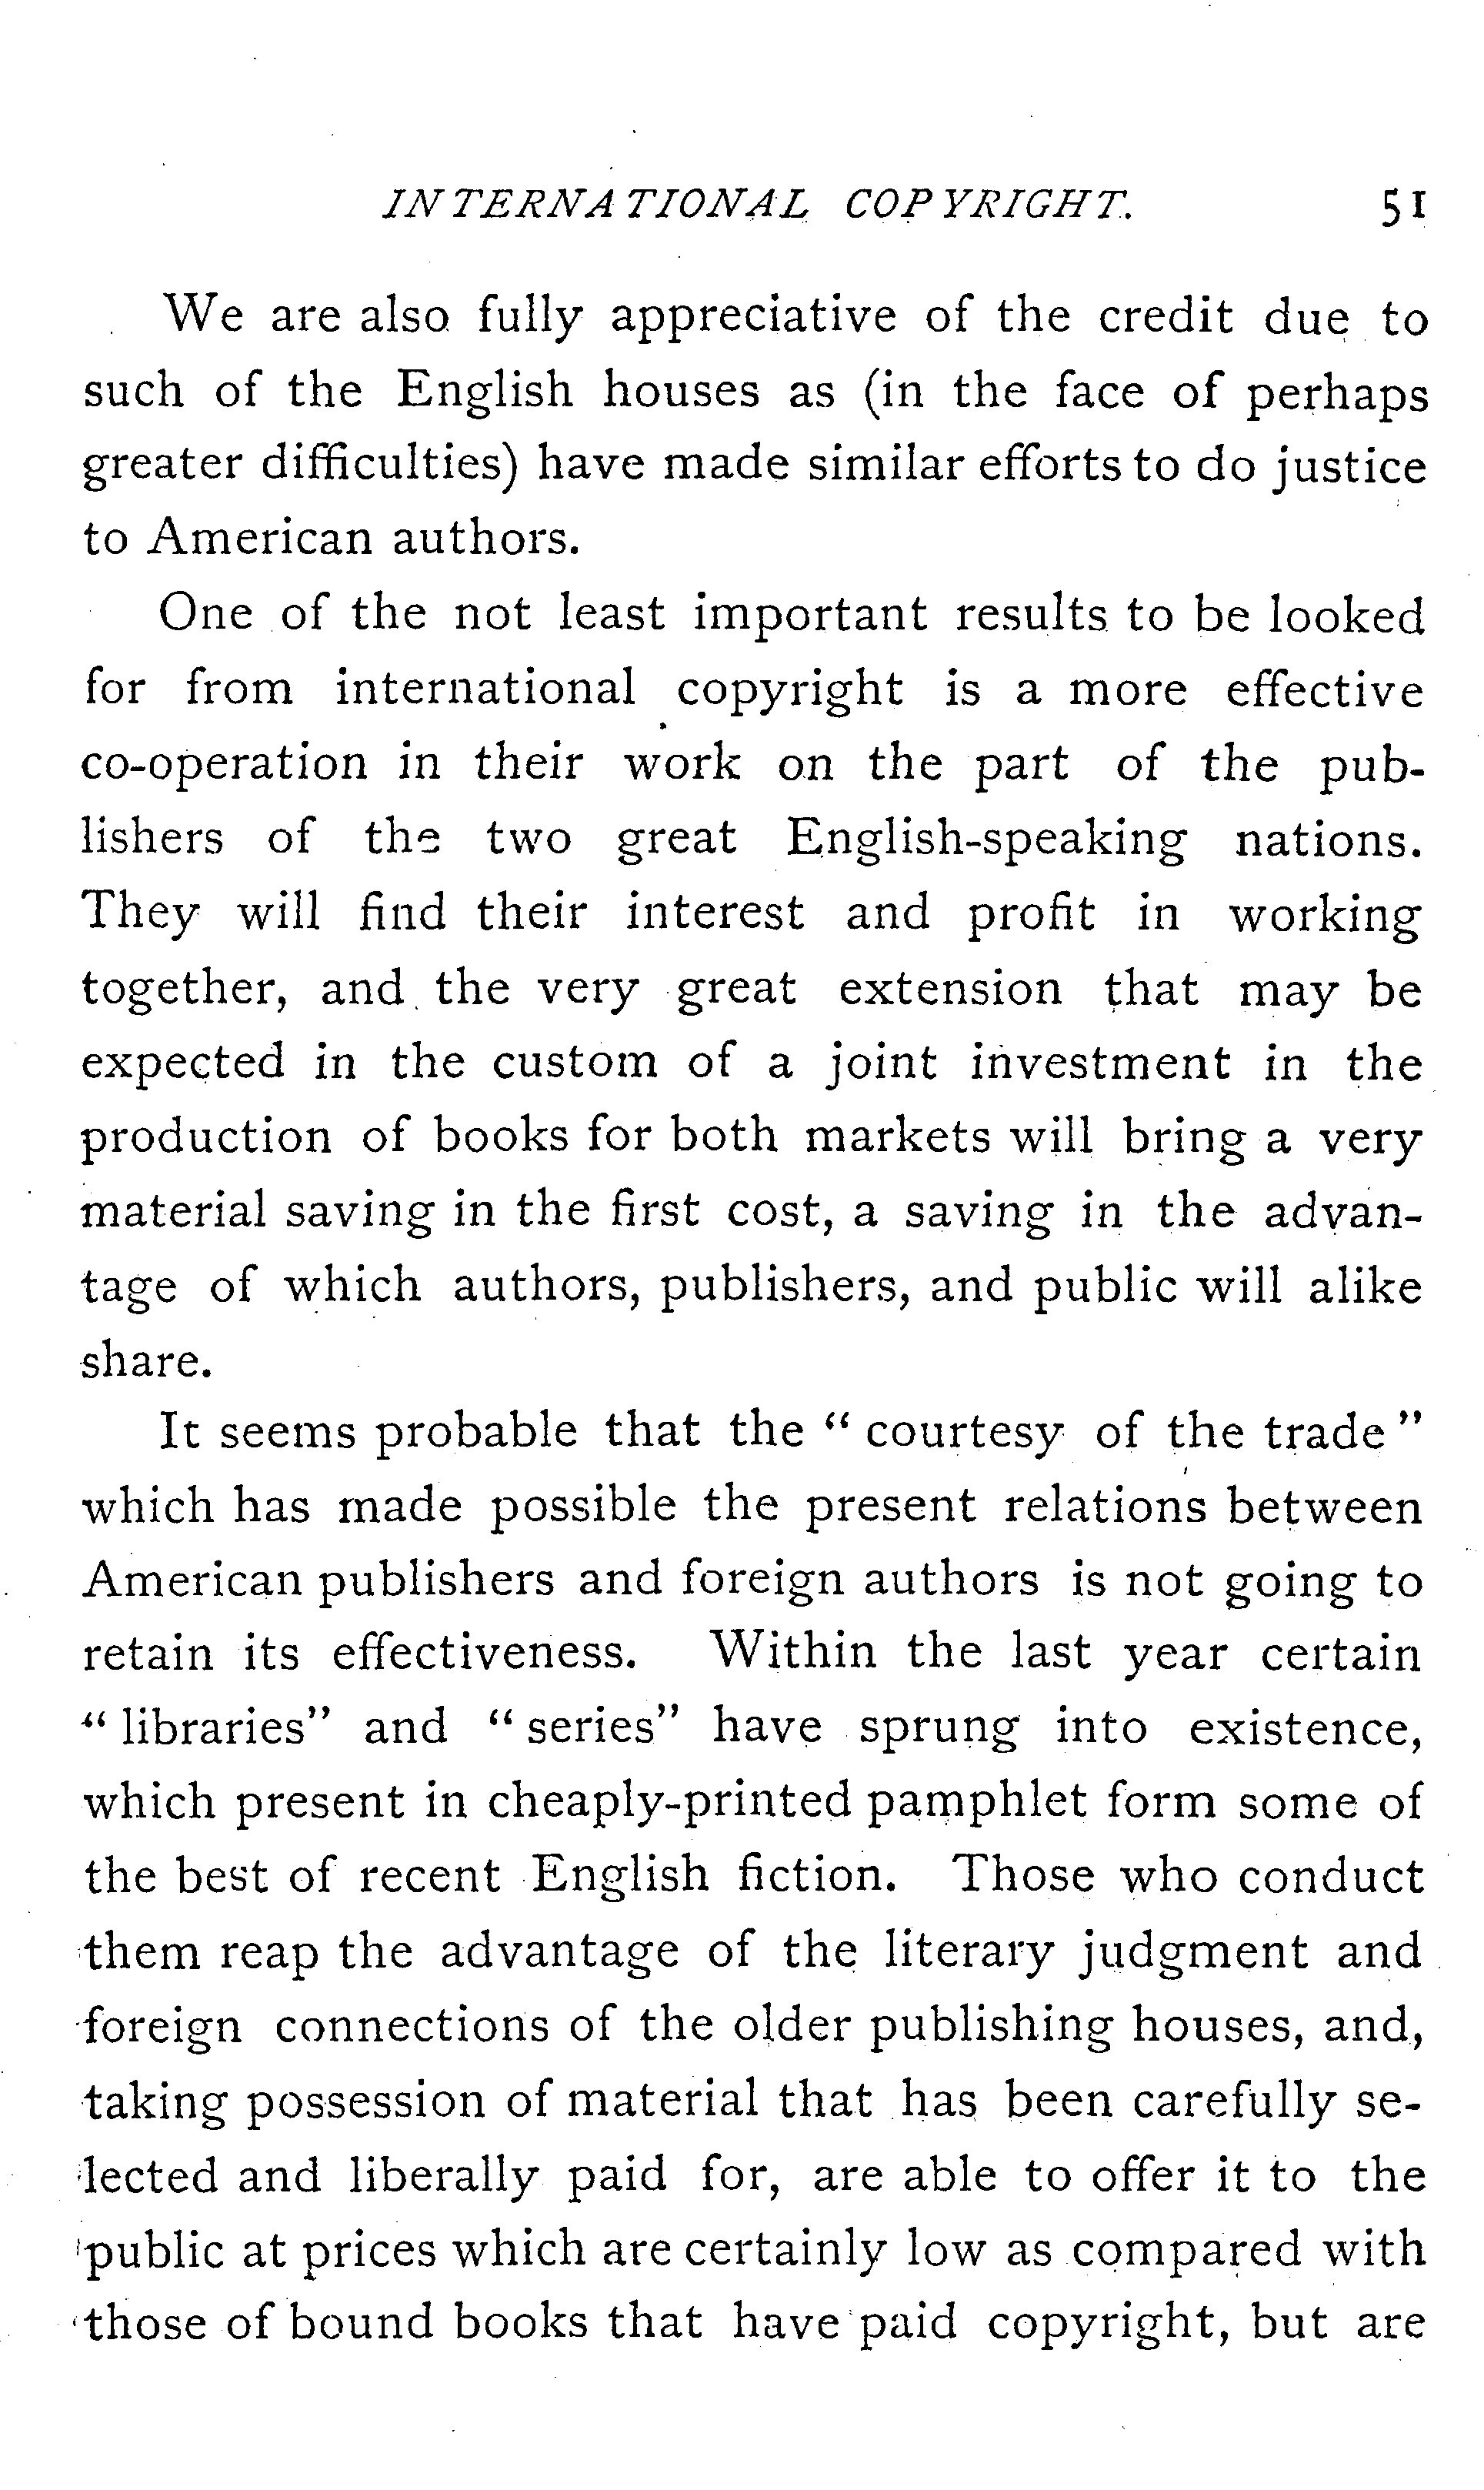 INTERNATIONAL COPYRIGHT. 51
We are also fully appreciative of the credit due to
such of the English houses as (in the face of perhaps
greater difficulties) have made similar efforts to do justice
to American authors.
One of the not least important results to be looked
for from international copyright is a more effective
co-operation in their work on the part of the pub-
lishers of the two great English-speaking nations.
They will find their interest and profit in working
together, and the very great extension that may be
expected in the custom of a joint investment in the
production of books for both markets will bring a very
material saving in the first cost, a saving in the advan-
tage of which authors, publishers, and public will alike
share.
It seems probable that the “ courtesy of the trade ”
which has made possible the present relations between
American publishers and foreign authors is not going to
retain its effectiveness. Within the last year certain
“ libraries” and “ series” have sprung into existence,
which present in cheaply-printed pamphlet form some of
the best of recent English fiction. Those who conduct
them reap the advantage of the literary judgment and
foreign connections of the older publishing houses, and,
taking possession of material that has been carefully se-
lected and liberally paid for, are able to offer it to the
public at prices which are certainly low as compared with
those of bound books that have paid copyright, but are